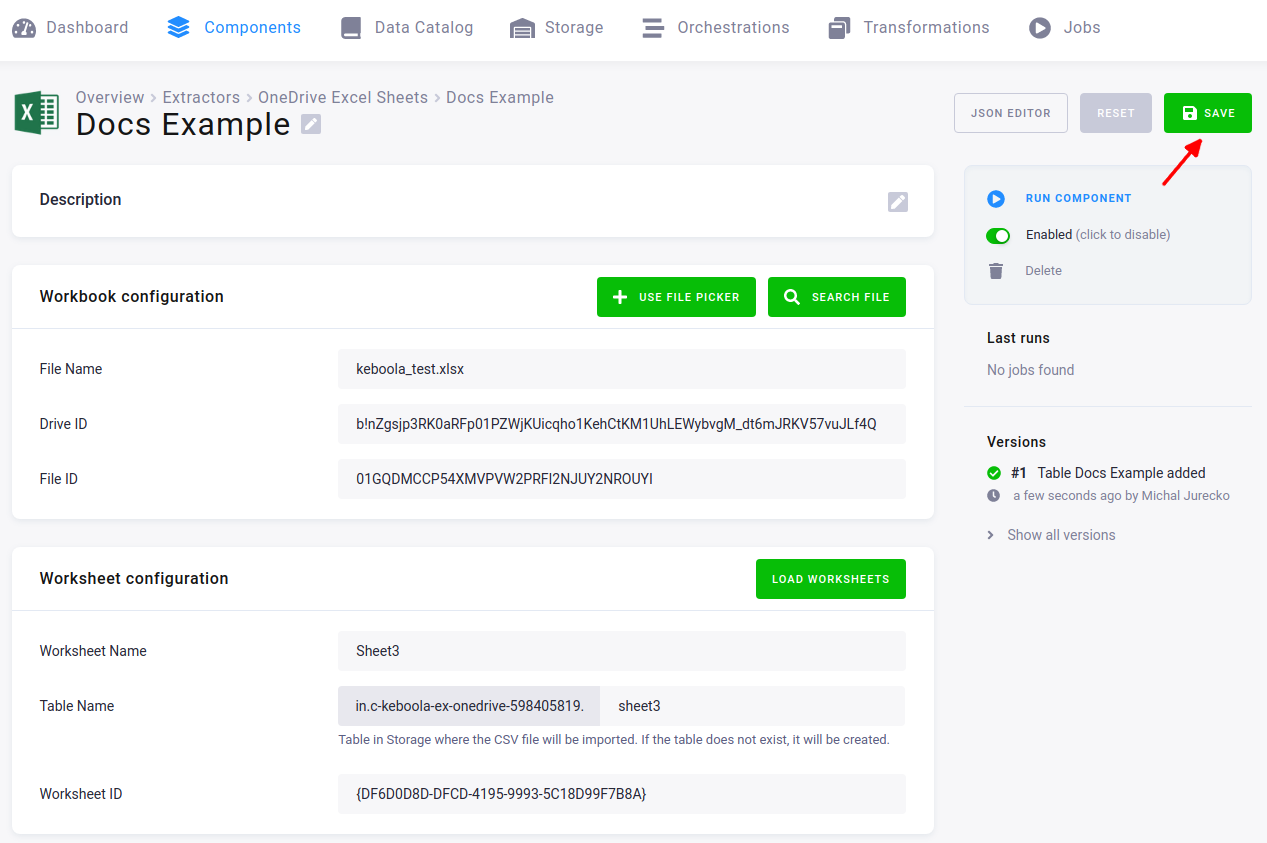 Dashboard Components Data Catalog Storage Orchestrations Transformations Jobs
X
Overview > Extractors > OneDrive Excel Sheets > Docs Example
Docs Example
JSON EDITOR RESET SAVE
Description
RUN COMPONENT
Enabled (click to disable)
Delete
Workbook configuration
USE FILE PICKER SEARCH FILE
File Name keboola_test.xlsx
Drive ID b!nZgsjp3RK0aRFp01PZWjKUicqho1KehCtKM1UhLEWybvgM_dt6mJRKV57vuJLf4Q
File ID 01GQDMCCP54XMVPVW2PRFI2NJUY2NROUYI
Last runs
No jobs found
Versions
#1 Table Docs Example added
a few seconds ago by Michal Jurecko
Show all versions
Worksheet configuration
LOAD WORKSHEETS
Worksheet Name Sheet3
Table Name in.c-keboola-ex-onedrive-598405819. sheet3
Table in Storage where the CSV file will be imported. If the table does not exist, it will be created.
Worksheet ID {DF6D0D8D-DFCD-4195-9993-5C18D99F7B8A}